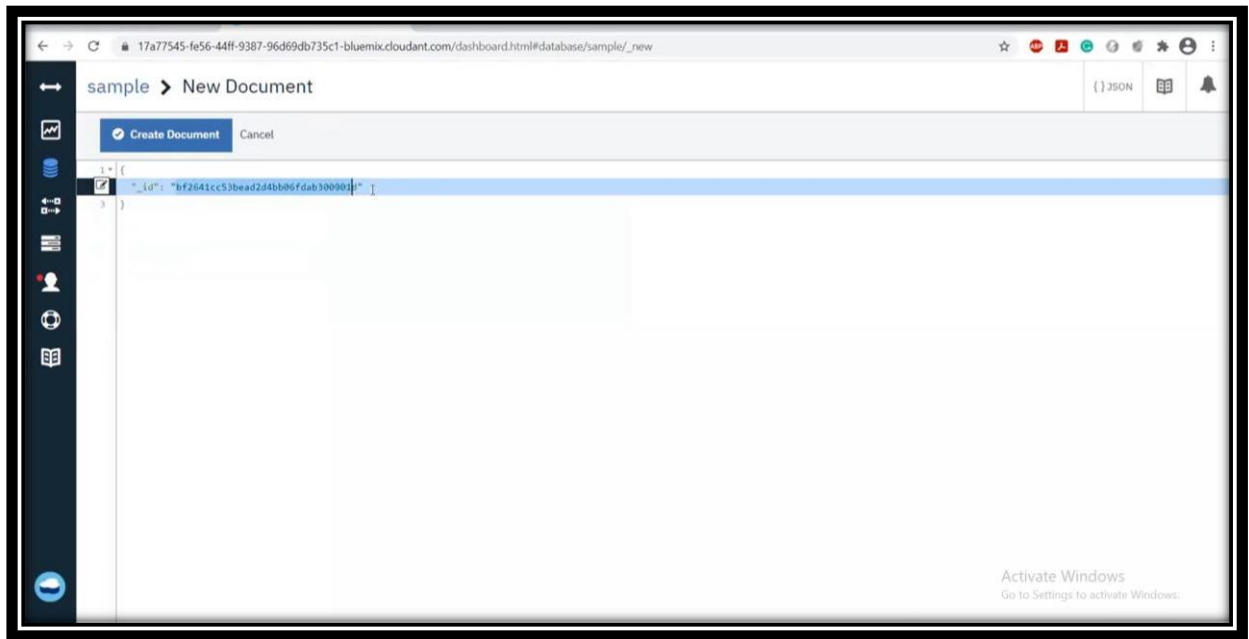 17a77545-fe56-44ff-9387-96d69db735c1-bluemix.cloudant.com/dashboard.html#database/sample/_new
ABP
sample > New Document
{ } JSON
Create Document Cancel
1 {
"_id": "bf2641cc53bead2d4bb06fdab300901d"
3 }
Activate Windows
Go to Settings to activate Windows.